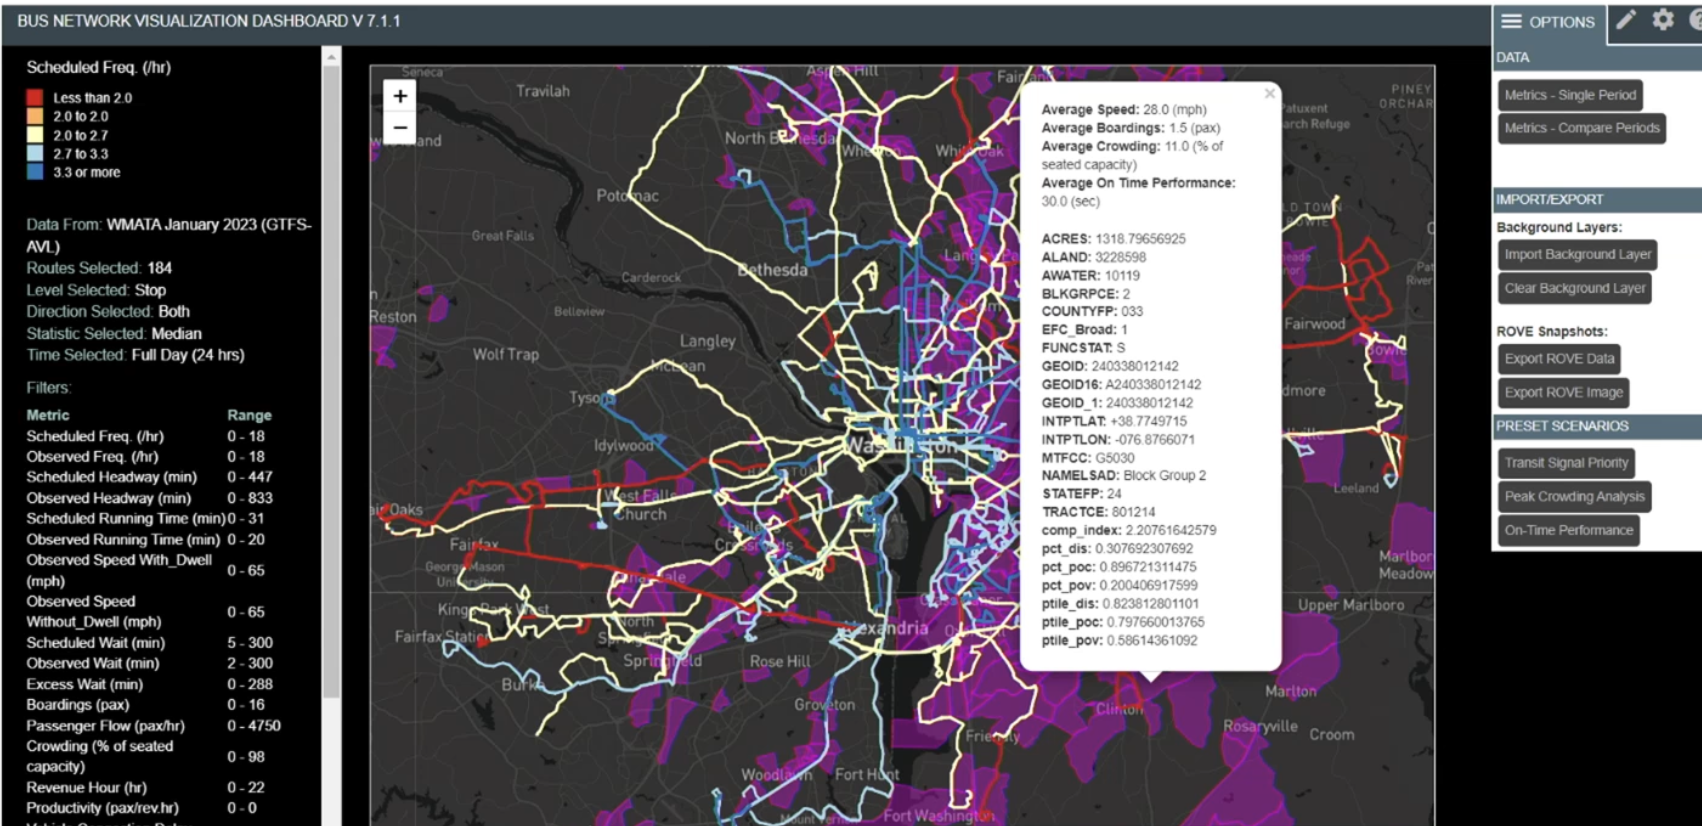 BUS NETWORK VISUALIZATION DASHBOARD V 7.1.1
OPTIONS
Scheduled Freq. (/hr)
Less than 2.0
2.0 to 2.0
2.0 to 2.7
2.7 to 3.3
3.3 or more
Data From: WMATA January 2023 (GTFS-
AVL)
Routes Selected: 184
Level Selected: Stop
Direction Selected: Both
Statistic Selected: Median
Time Selected: Full Day (24 hrs)
Filters:
Metric Range
Scheduled Freq. (/hr) 0 - 18
Observed Freq. (/hr) 0 - 18
Scheduled Headway (min) 0 - 447
Observed Headway (min) 0 - 833
Scheduled Running Time (min) 0 - 31
Observed Running Time (min) 0 - 20
Observed Speed With_Dwell
(mph) 0 - 65
Observed Speed
Without_Dwell (mph) 0 - 65
Scheduled Wait (min) 5 - 300
Observed Wait (min) 2 - 300
Excess Wait (min) 0 - 288
Boardings (pax) 0 - 16
Passenger Flow (pax/hr) 0 - 4750
Crowding (% of seated
capacity) 0 - 98
Revenue Hour (hr) 0 - 22
Productivity (pax/rev.hr) 0 - 0
+
−
Seneca
Travilah
Aspen Hill
Fairland
North Bethesda
Potomac
Great Falls
Carderock
Bethesda
Belleview
Reston
Langley
Wolf Trap
McLean
Tysons
Idylwood
Washington
West Falls
Church
Fairfax
George Mason
University
Kings Park West
Fairfax Station
North
Springfield
Rose Hill
Burke
Alexandria
Groveton
Woodlawn
Fort Hunt
Mount Vernon
Fort Washington
Friendly
Clinton
Marlton
Rosaryville
Croom
Upper Marlboro
Marlboro
Meadow
Leeland
Fairwood
Bowie
PINEY
ORCHAR
×
Average Speed: 28.0 (mph)
Average Boardings: 1.5 (pax)
Average Crowding: 11.0 (% of
seated capacity)
Average On Time Performance:
30.0 (sec)
ACRES: 1318.79656925
ALAND: 3228598
AWATER: 10119
BLKGRPCE: 2
COUNTYFP: 033
EFC_Broad: 1
FUNCSTAT: S
GEOID: 240338012142
GEOID16: A240338012142
GEOID_1: 240338012142
INTPTLAT: +38.7749715
INTPTLON: -076.8766071
MTFCC: G5030
NAMELSAD: Block Group 2
STATEFP: 24
TRACTCE: 801214
comp_index: 2.20761642579
pct_dis: 0.307692307692
pct_poc: 0.896721311475
pct_pov: 0.200406917599
ptile_dis: 0.823812801101
ptile_poc: 0.797660013765
ptile_pov: 0.58614361092
DATA
Metrics - Single Period
Metrics - Compare Periods
IMPORT/EXPORT
Background Layers:
Import Background Layer
Clear Background Layer
ROVE Snapshots:
Export ROVE Data
Export ROVE Image
PRESET SCENARIOS
Transit Signal Priority
Peak Crowding Analysis
On-Time Performance